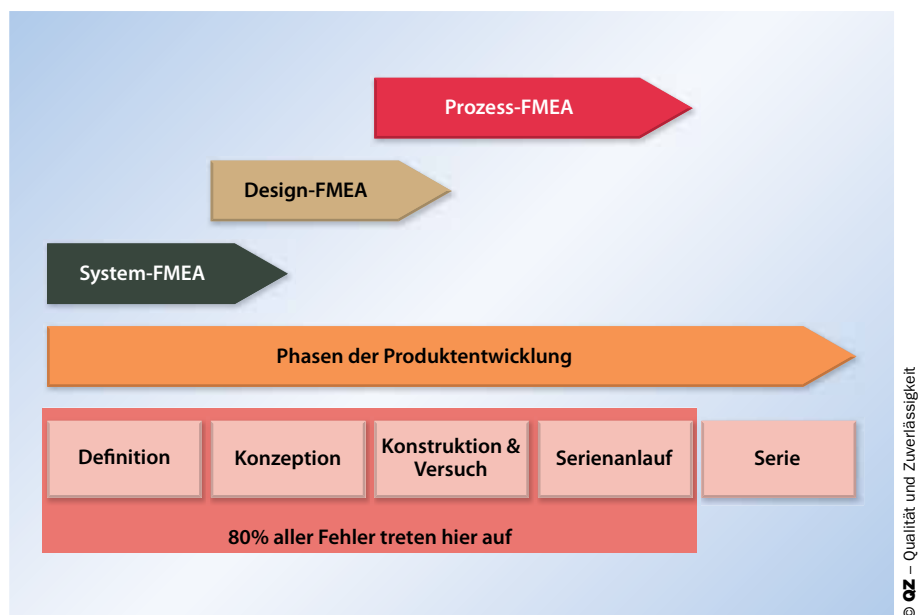 Prozess-FMEA
Design-FMEA
System-FMEA
Phasen der Produktentwicklung
Definition
Konzeption
Konstruktion &
Versuch
Serienanlauf
Serie
80% aller Fehler treten hier auf
© QZ – Qualität und Zuverlässigkeit